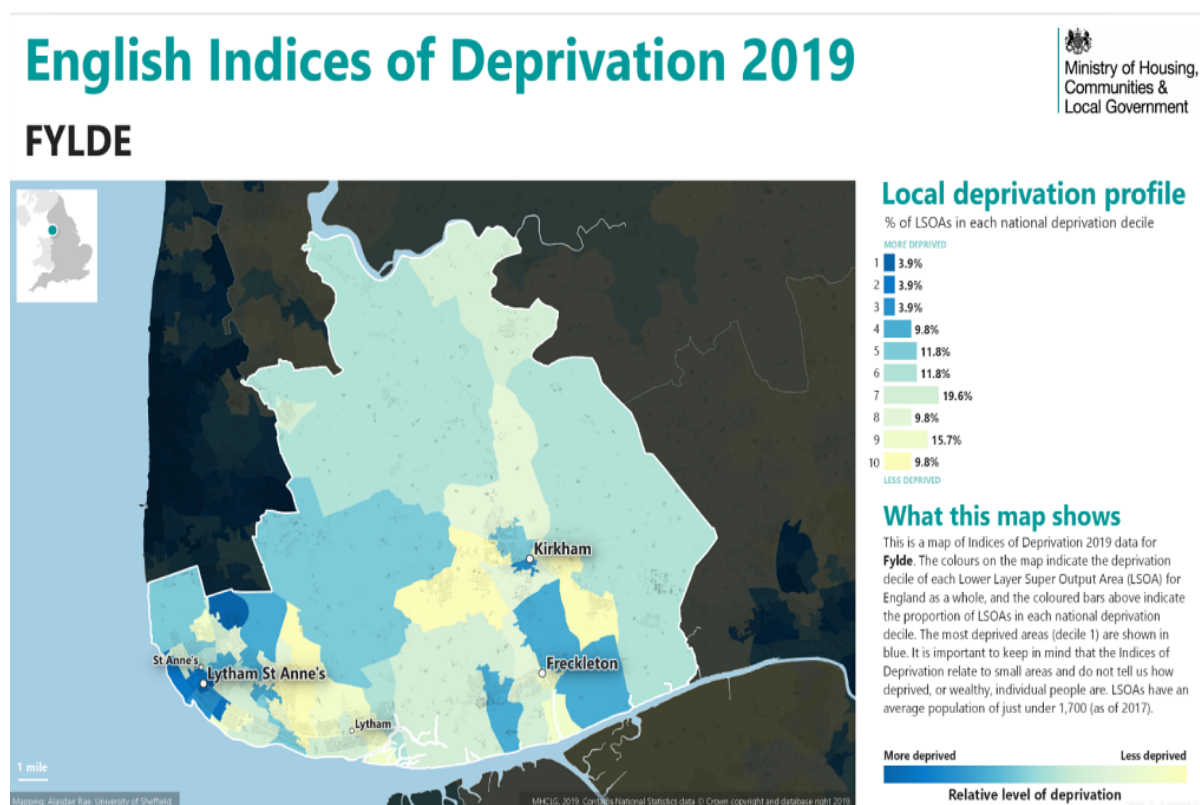 English Indices of Deprivation 2019
FYLDE
Ministry of Housing,
Communities &
Local Government
Kirkham
Freckleton
St Anne's
Lytham St Anne's
Lytham
1 mile
Mapping: Alasdair Rae, University of Sheffield
MHCLG, 2019. Contains National Statistics data © Crown copyright and database right 2019.
Local deprivation profile
% of LSOAs in each national deprivation decile
MORE DEPRIVED
1 3.9%
2 3.9%
3 3.9%
4 9.8%
5 11.8%
6 11.8%
7 19.6%
8 9.8%
9 15.7%
10 9.8%
LESS DEPRIVED
What this map shows
This is a map of Indices of Deprivation 2019 data for
Fylde. The colours on the map indicate the deprivation
decile of each Lower Layer Super Output Area (LSOA) for
England as a whole, and the coloured bars above indicate
the proportion of LSOAs in each national deprivation
decile. The most deprived areas (decile 1) are shown in
blue. It is important to keep in mind that the Indices of
Deprivation relate to small areas and do not tell us how
deprived, or wealthy, individual people are. LSOAs have an
average population of just under 1,700 (as of 2017).
More deprived Less deprived
Relative level of deprivation